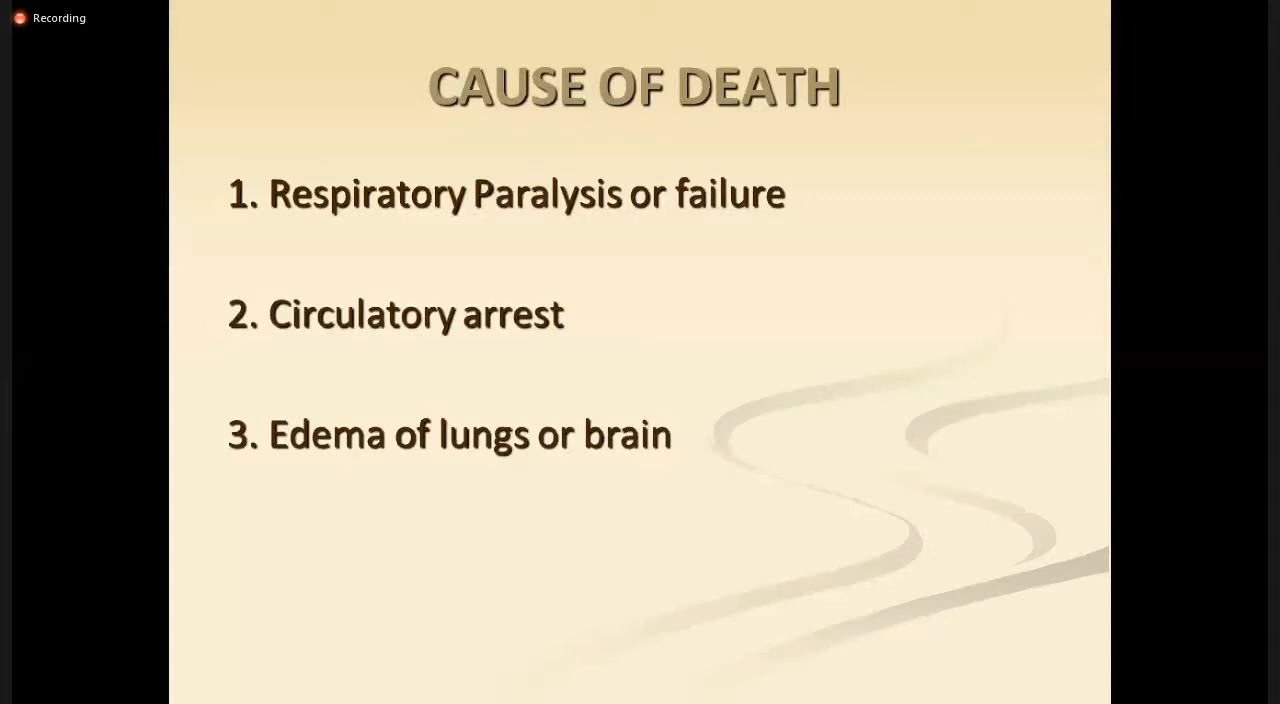 Recording
CAUSE OF DEATH
1. Respiratory Paralysis or failure
2. Circulatory arrest
3. Edema of lungs or brain